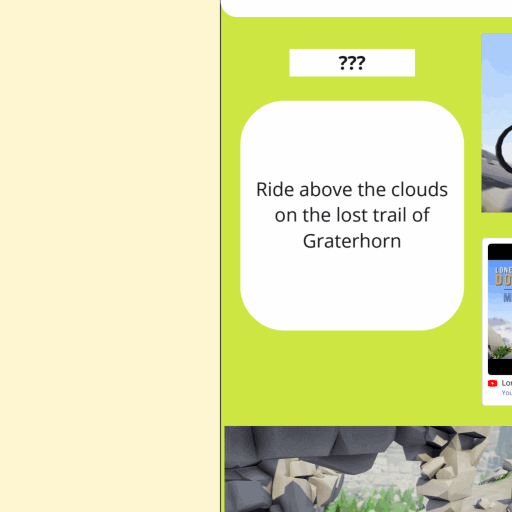 ???
Ride above the clouds
on the lost trail of
Graterhorn
LONE
DO
M
Lo
You